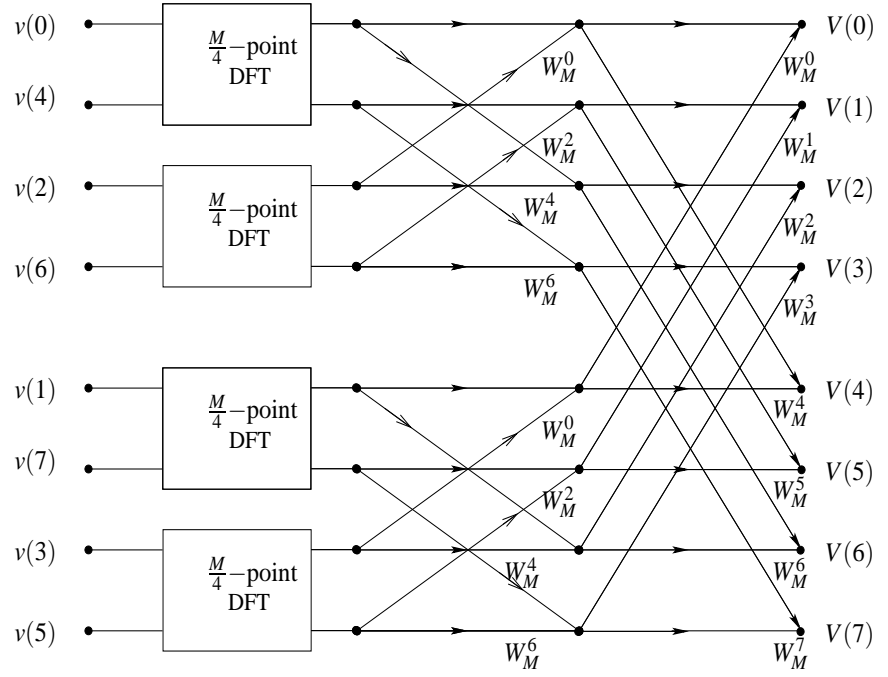 v(0) M/4 –point DFT V(0)
W_M^0 W_M^0
v(4) V(1)
W_M^2 W_M^1
v(2) M/4 –point DFT V(2)
W_M^4 W_M^2
v(6) V(3)
W_M^6 W_M^3
v(1) M/4 –point DFT V(4)
W_M^0 W_M^4
v(7) V(5)
W_M^2 W_M^5
v(3) M/4 –point DFT V(6)
W_M^4 W_M^6
v(5) V(7)
W_M^6 W_M^7